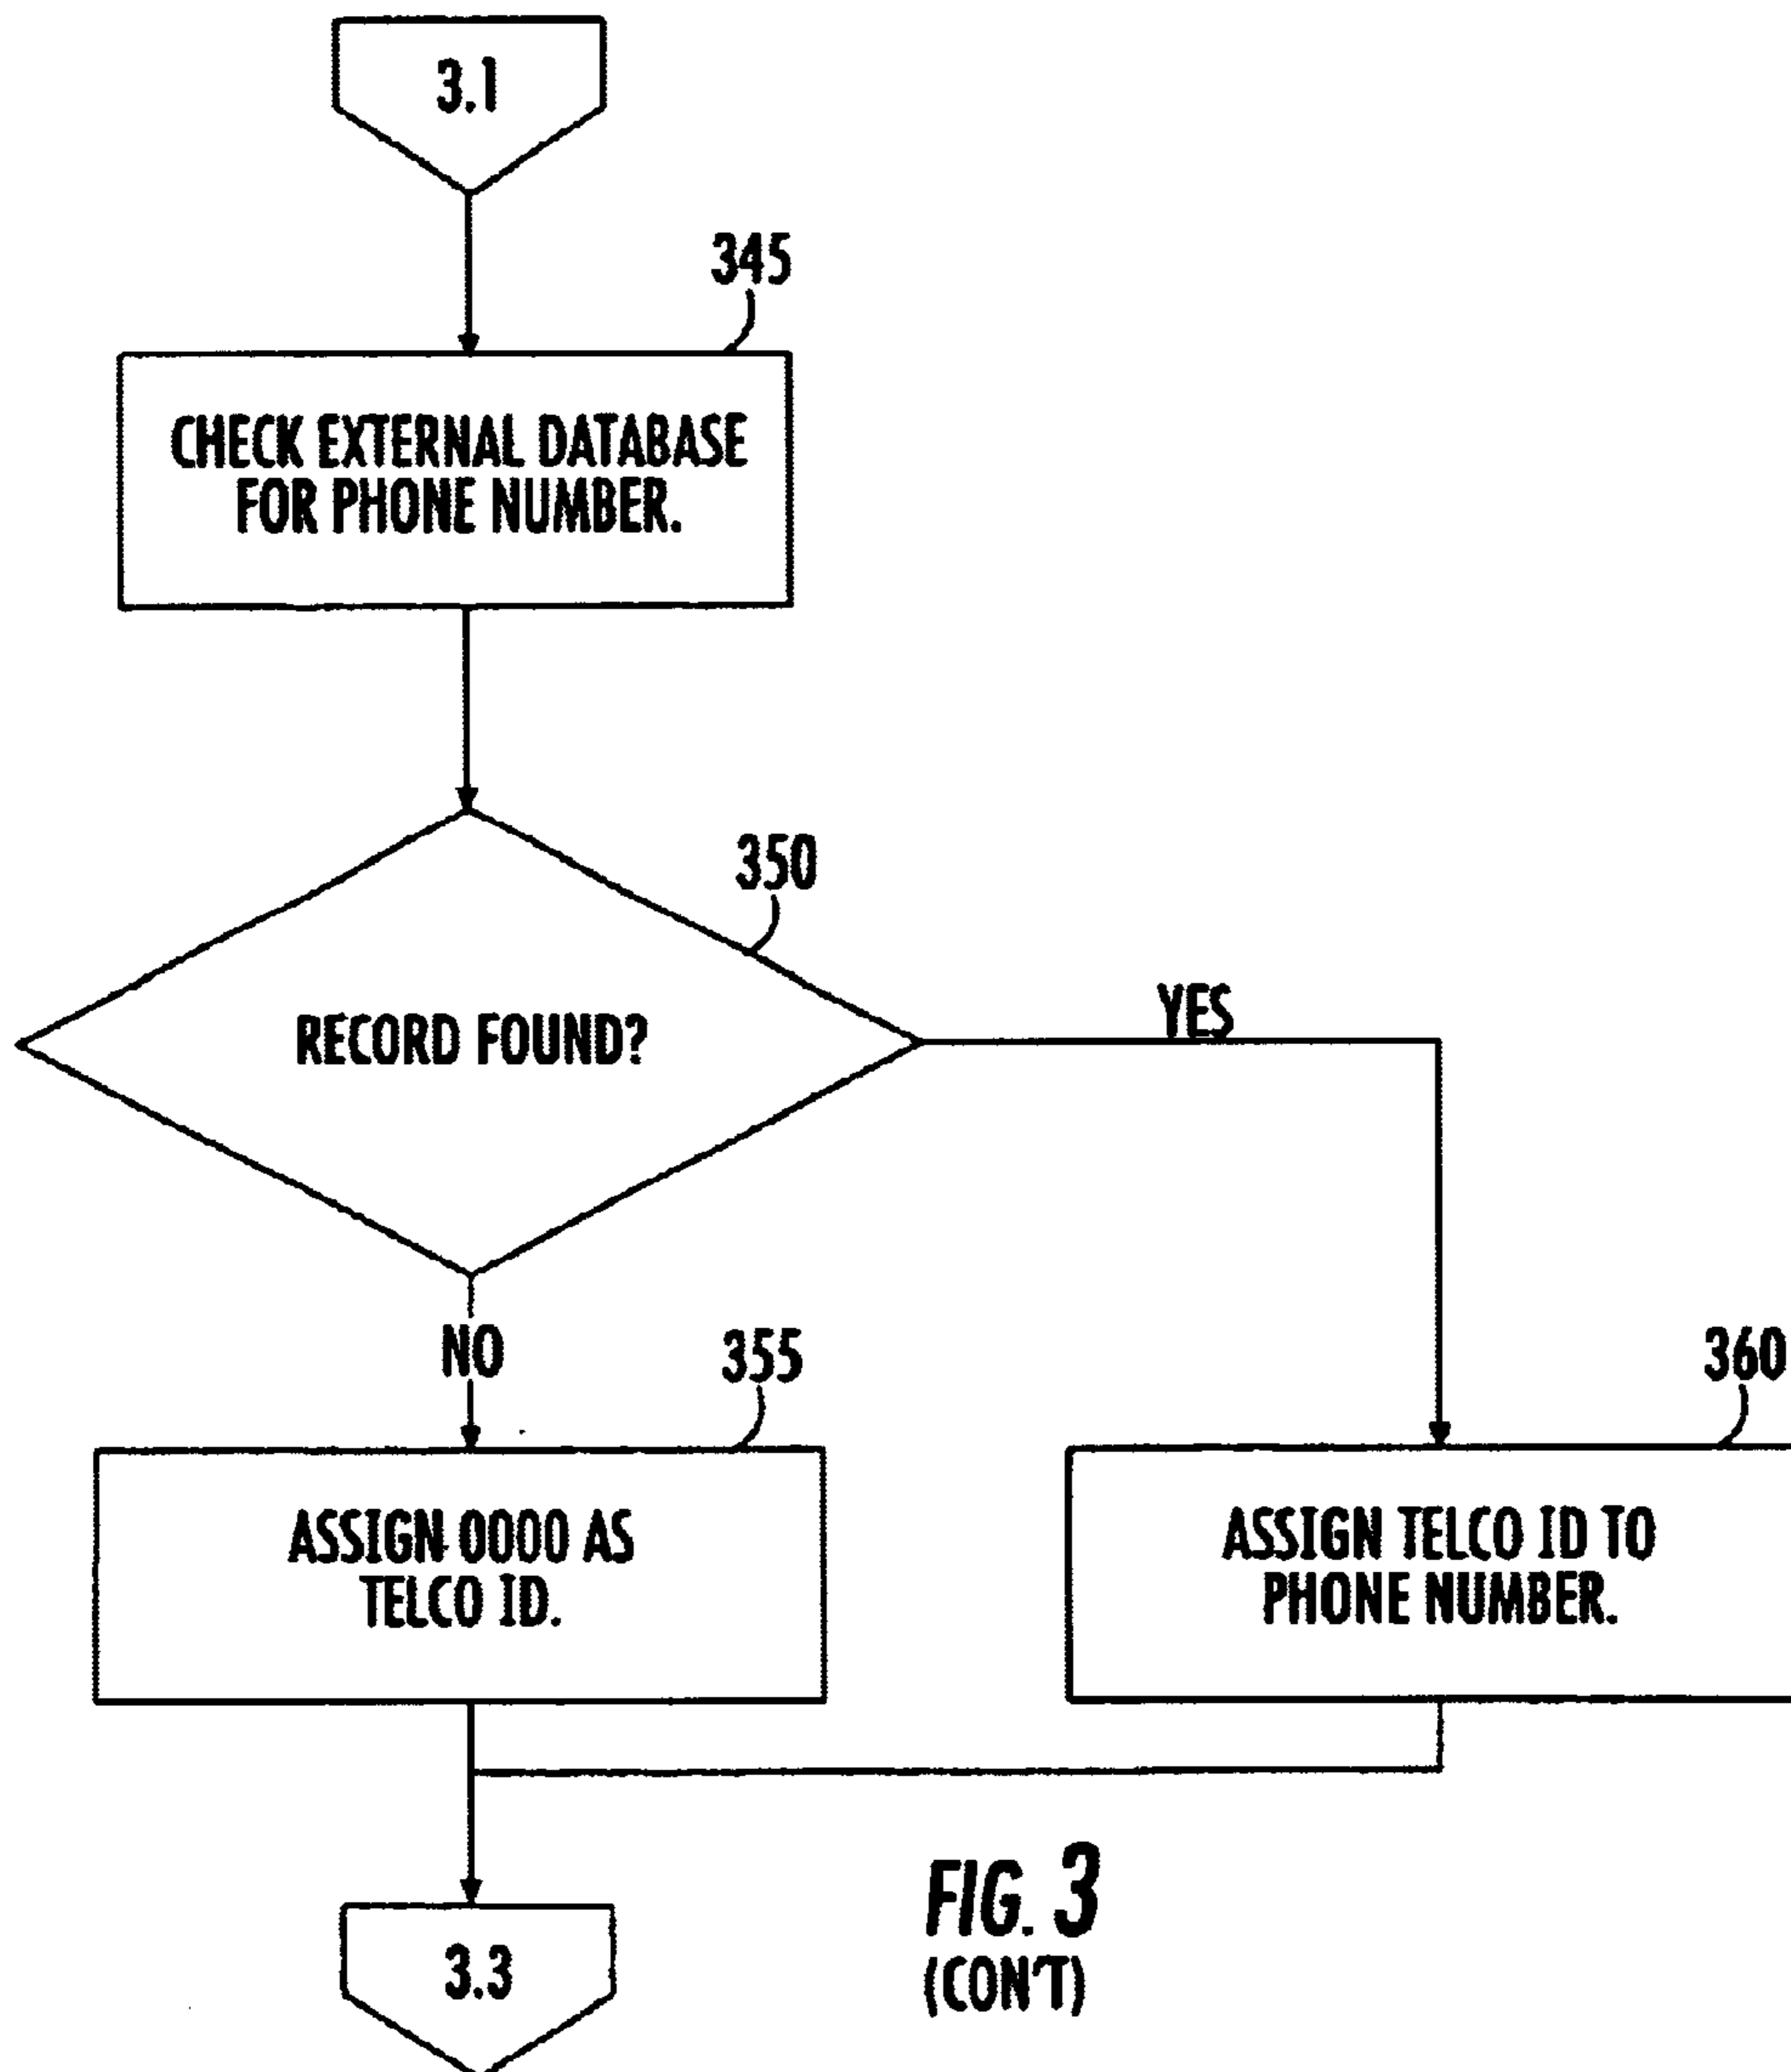 3.1
345
CHECK EXTERNAL DATABASE
FOR PHONE NUMBER.
350
RECORD FOUND?
YES
NO
355
360
ASSIGN 0000 AS
TELCO ID.
ASSIGN TELCO ID TO
PHONE NUMBER.
3.3
FIG. 3
(CON'T)